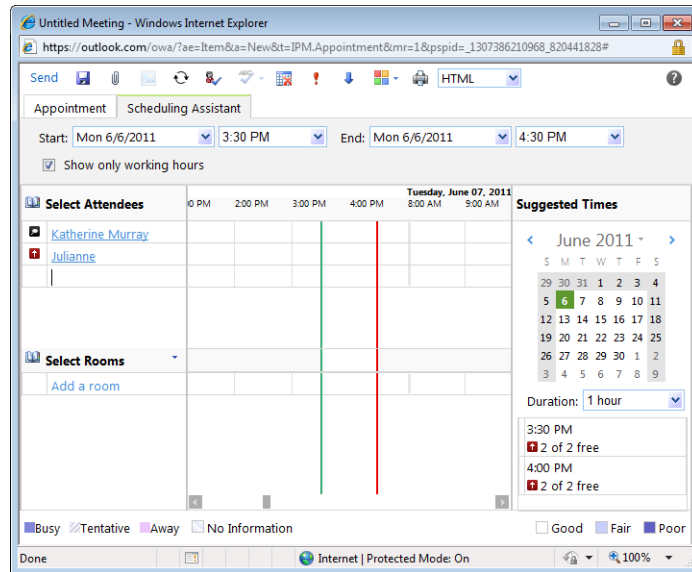 Untitled Meeting - Windows Internet Explorer
https://outlook.com/owa/?ae=Item&a=New&t=IPM.Appointment&mr=1&pspid=_1307386210968_820441828#
Send HTML
Appointment Scheduling Assistant
Start: Mon 6/6/2011 3:30 PM End: Mon 6/6/2011 4:30 PM
Show only working hours
Tuesday, June 07, 2011
Select Attendees 0 PM 2:00 PM 3:00 PM 4:00 PM 8:00 AM 9:00 AM Suggested Times
Katherine Murray
Julianne
June 2011
S M T W T F S
29 30 31 1 2 3 4
5 6 7 8 9 10 11
12 13 14 15 16 17 18
19 20 21 22 23 24 25
26 27 28 29 30 1 2
3 4 5 6 7 8 9
Select Rooms
Add a room
Duration: 1 hour
3:30 PM
2 of 2 free
4:00 PM
2 of 2 free
Busy Tentative Away No Information Good Fair Poor
Done Internet | Protected Mode: On 100%